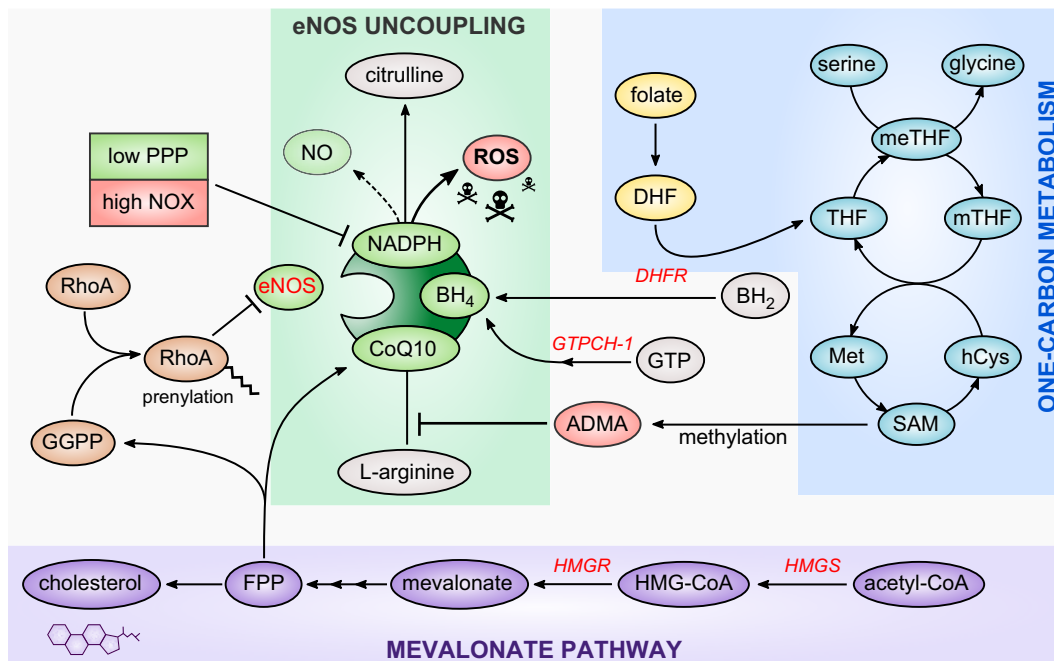 eNOS UNCOUPLING
citrulline
serine
glycine
folate
meTHF
low PPP
high NOX
NO
ROS
DHF
THF
mTHF
NADPH
RhoA
eNOS
BH4
DHFR
BH2
RhoA
prenylation
CoQ10
GTPCH-1
GTP
Met
hCys
GGPP
ADMA
methylation
SAM
L-arginine
ONE-CARBON METABOLISM
cholesterol
FPP
mevalonate
HMGR
HMG-CoA
HMGS
acetyl-CoA
MEVALONATE PATHWAY